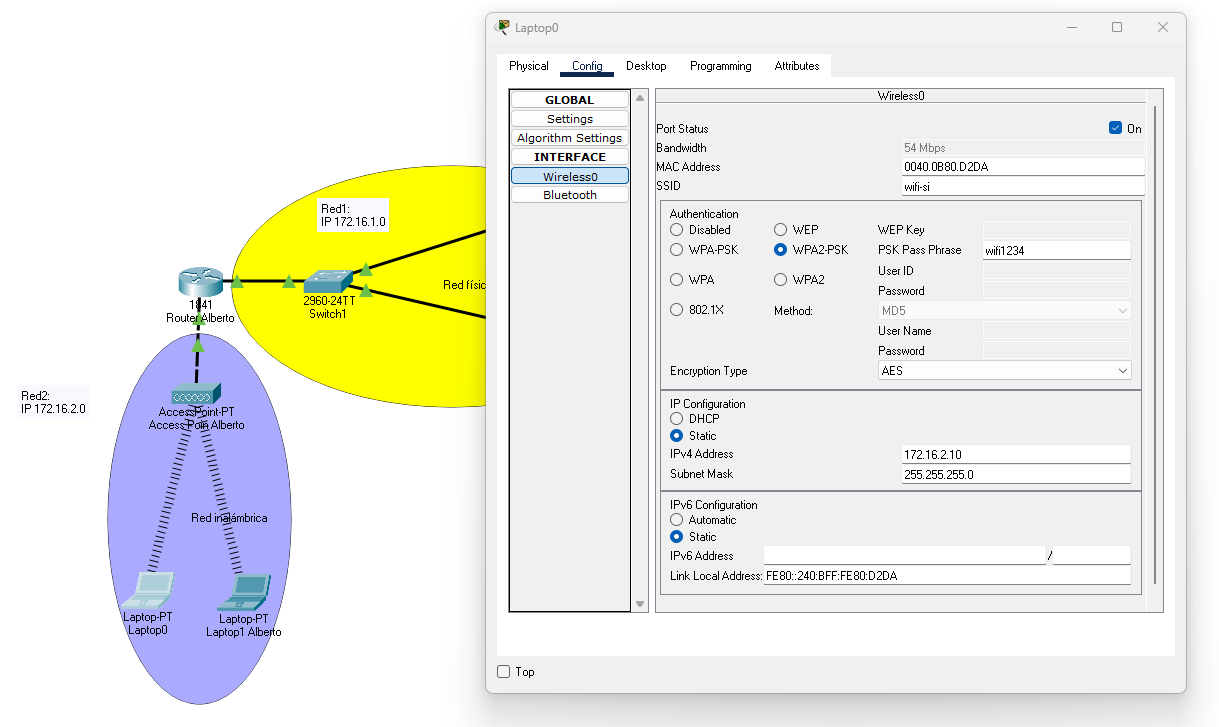 Laptop0
Physical Config Desktop Programming Attributes
GLOBAL
Settings
Algorithm Settings
INTERFACE
Wireless0
Bluetooth
Wireless0
Port Status On
Bandwidth 54 Mbps
MAC Address 0040.0B80.D2DA
SSID wifi-si
Authentication
Disabled WEP WEP Key
WPA-PSK WPA2-PSK PSK Pass Phrase wifi1234
User ID
WPA WPA2
Password
802.1X Method: MD5
User Name
Password
Encryption Type AES
IP Configuration
DHCP
Static
IPv4 Address 172.16.2.10
Subnet Mask 255.255.255.0
IPv6 Configuration
Automatic
Static
IPv6 Address /
Link Local Address: FE80::240:BFF:FE80:D2DA
Top
Red1:
IP 172.16.1.0
Red físic
1841
Router Alberto
2960-24TT
Switch1
Red2:
IP 172.16.2.0
AccessPoint-PT
Access Poin Alberto
Red inalámbrica
Laptop-PT
Laptop0
Laptop-PT
Laptop1 Alberto